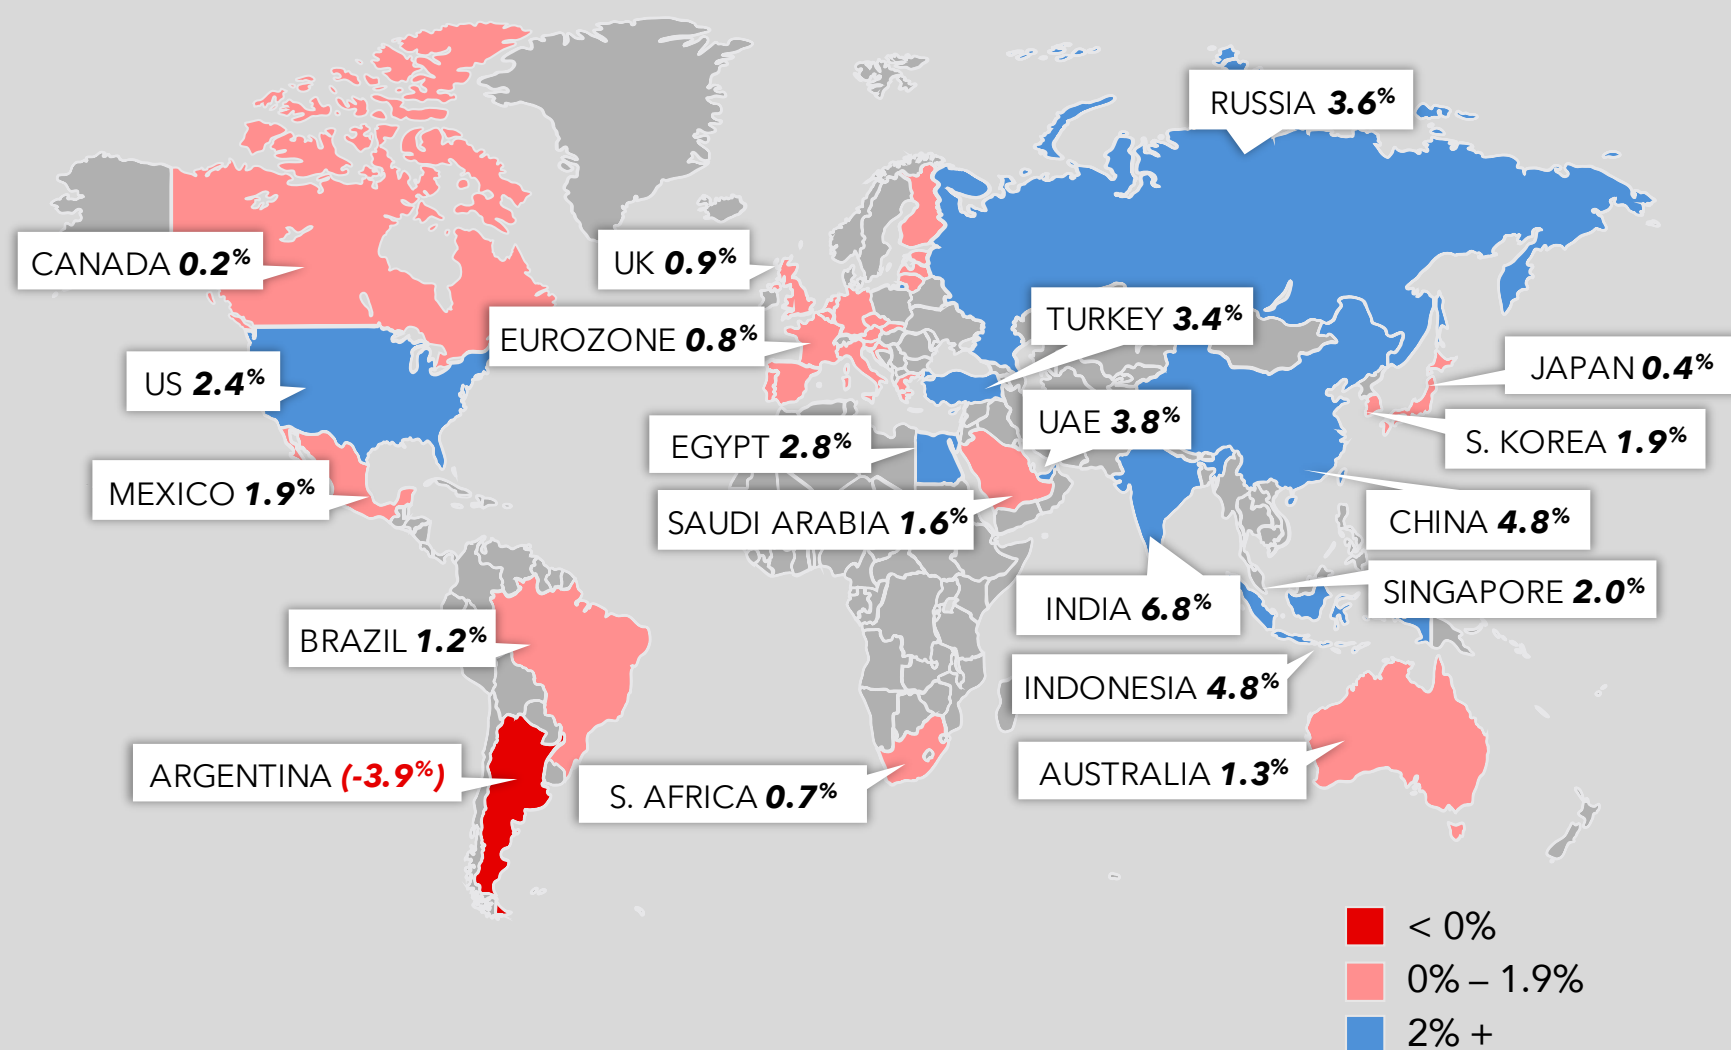 RUSSIA 3.6%
CANADA 0.2%
UK 0.9%
TURKEY 3.4%
EUROZONE 0.8%
JAPAN 0.4%
US 2.4%
UAE 3.8%
EGYPT 2.8%
S. KOREA 1.9%
MEXICO 1.9%
SAUDI ARABIA 1.6%
CHINA 4.8%
SINGAPORE 2.0%
INDIA 6.8%
BRAZIL 1.2%
INDONESIA 4.8%
ARGENTINA (-3.9%)
AUSTRALIA 1.3%
S. AFRICA 0.7%
< 0%
0% – 1.9%
2% +